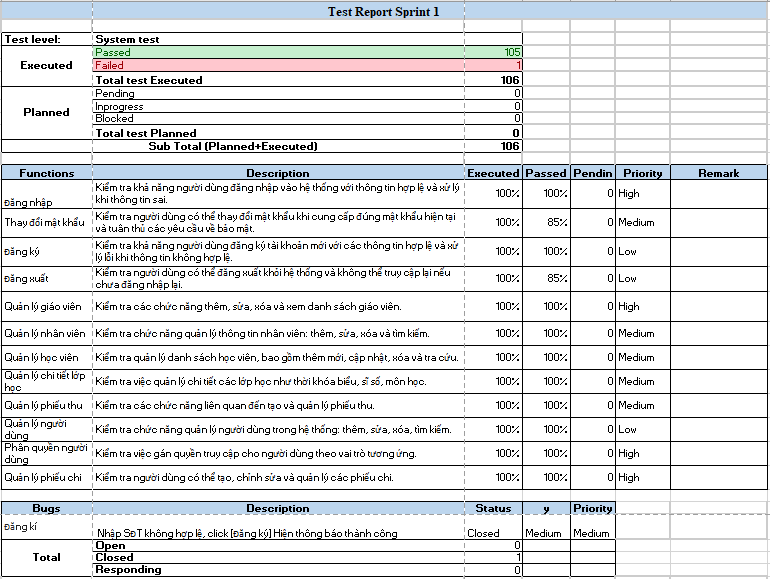 Test Report Sprint 1
Test level: System test
Executed
Passed 105
Failed 1
Total test Executed 106
Planned
Pending 0
Inprogress 0
Blocked 0
Total test Planned 0
Sub Total (Planned+Executed) 106
Functions Description Executed Passed Pendin Priority Remark
Đăng nhập Kiểm tra khả năng người dùng đăng nhập vào hệ thống với thông tin hợp lệ và xử lý 100% 100% 0 High
khi thông tin sai.
Thay đổi mật khẩu Kiểm tra người dùng có thể thay đổi mật khẩu khi cung cấp đúng mật khẩu hiện tại 100% 85% 0 Medium
và tuân thủ các yêu cầu về bảo mật.
Đăng ký Kiểm tra khả năng người dùng đăng ký tài khoản mới với các thông tin hợp lệ và xử 100% 100% 0 Low
lý lỗi khi thông tin không hợp lệ.
Đăng xuất Kiểm tra người dùng có thể đăng xuất khỏi hệ thống và không thể truy cập lại nếu 100% 85% 0 Low
chưa đăng nhập lại.
Quản lý giáo viên Kiểm tra các chức năng thêm, sửa, xóa và xem danh sách giáo viên. 100% 100% 0 High
Quản lý nhân viên Kiểm tra chức năng quản lý thông tin nhân viên: thêm, sửa, xóa và tìm kiếm. 100% 100% 0 Medium
Quản lý học viên Kiểm tra quản lý danh sách học viên, bao gồm thêm mới, cập nhật, xóa và tra cứu. 100% 100% 0 Medium
Quản lý chi tiết lớp
học Kiểm tra việc quản lý chi tiết các lớp học như thời khóa biểu, sĩ số, môn học. 100% 100% 0 Medium
Quản lý phiếu thu Kiểm tra các chức năng liên quan đến tạo và quản lý phiếu thu. 100% 100% 0 Medium
Quản lý người
dùng Kiểm tra chức năng quản lý người dùng trong hệ thống: thêm, sửa, xóa, tìm kiếm. 100% 100% 0 Low
Phân quyền người
dùng Kiểm tra việc gán quyền truy cập cho người dùng theo vai trò tương ứng. 100% 100% 0 High
Quản lý phiếu chi Kiểm tra người dùng có thể tạo, chỉnh sửa và quản lý các phiếu chi. 100% 100% 0 High
Bugs Description Status y Priority
Đăng kí Nhập SĐT không hợp lệ, click [Đăng ký] Hiện thông báo thành công Closed Medium Medium
Total
Open 0
Closed 1
Responding 0